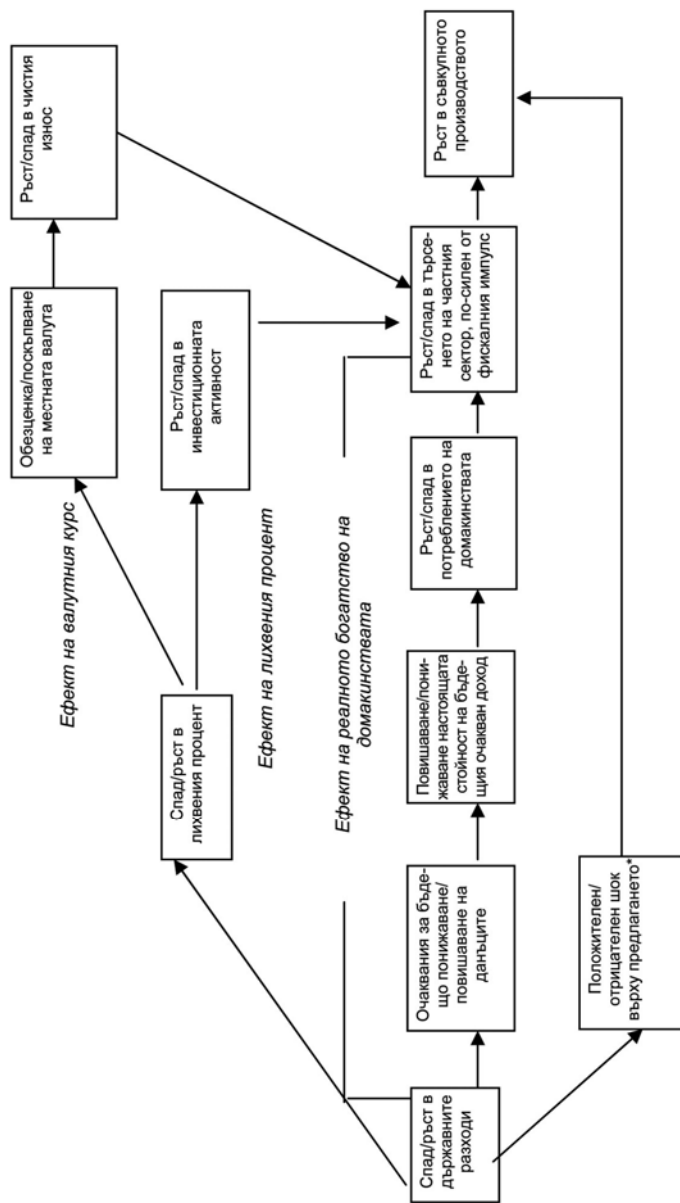 Обезценка/поскъпване
на местната валута
Ръст/спад в чистия
износ
Ефект на валутния курс
Спад/ръст в
лихвения процент
Ръст/спад в
инвестиционната
активност
Ефект на лихвения процент
Ефект на реалното богатство на
домакинствата
Спад/ръст в
държавните
разходи
Очаквания за бъде-
що понижаване/
повишаване на
данъците
Повишаване/пони-
жаване настоящата
стойност на бъде-
щия очакван доход
Ръст/спад в
потреблението на
домакинствата
Ръст/спад в търсе-
нето на частния
сектор, по-силен от
фискалния импулс
Ръст в съвкупното
производство
Положителен/
отрицателен шок
върху предлагането*